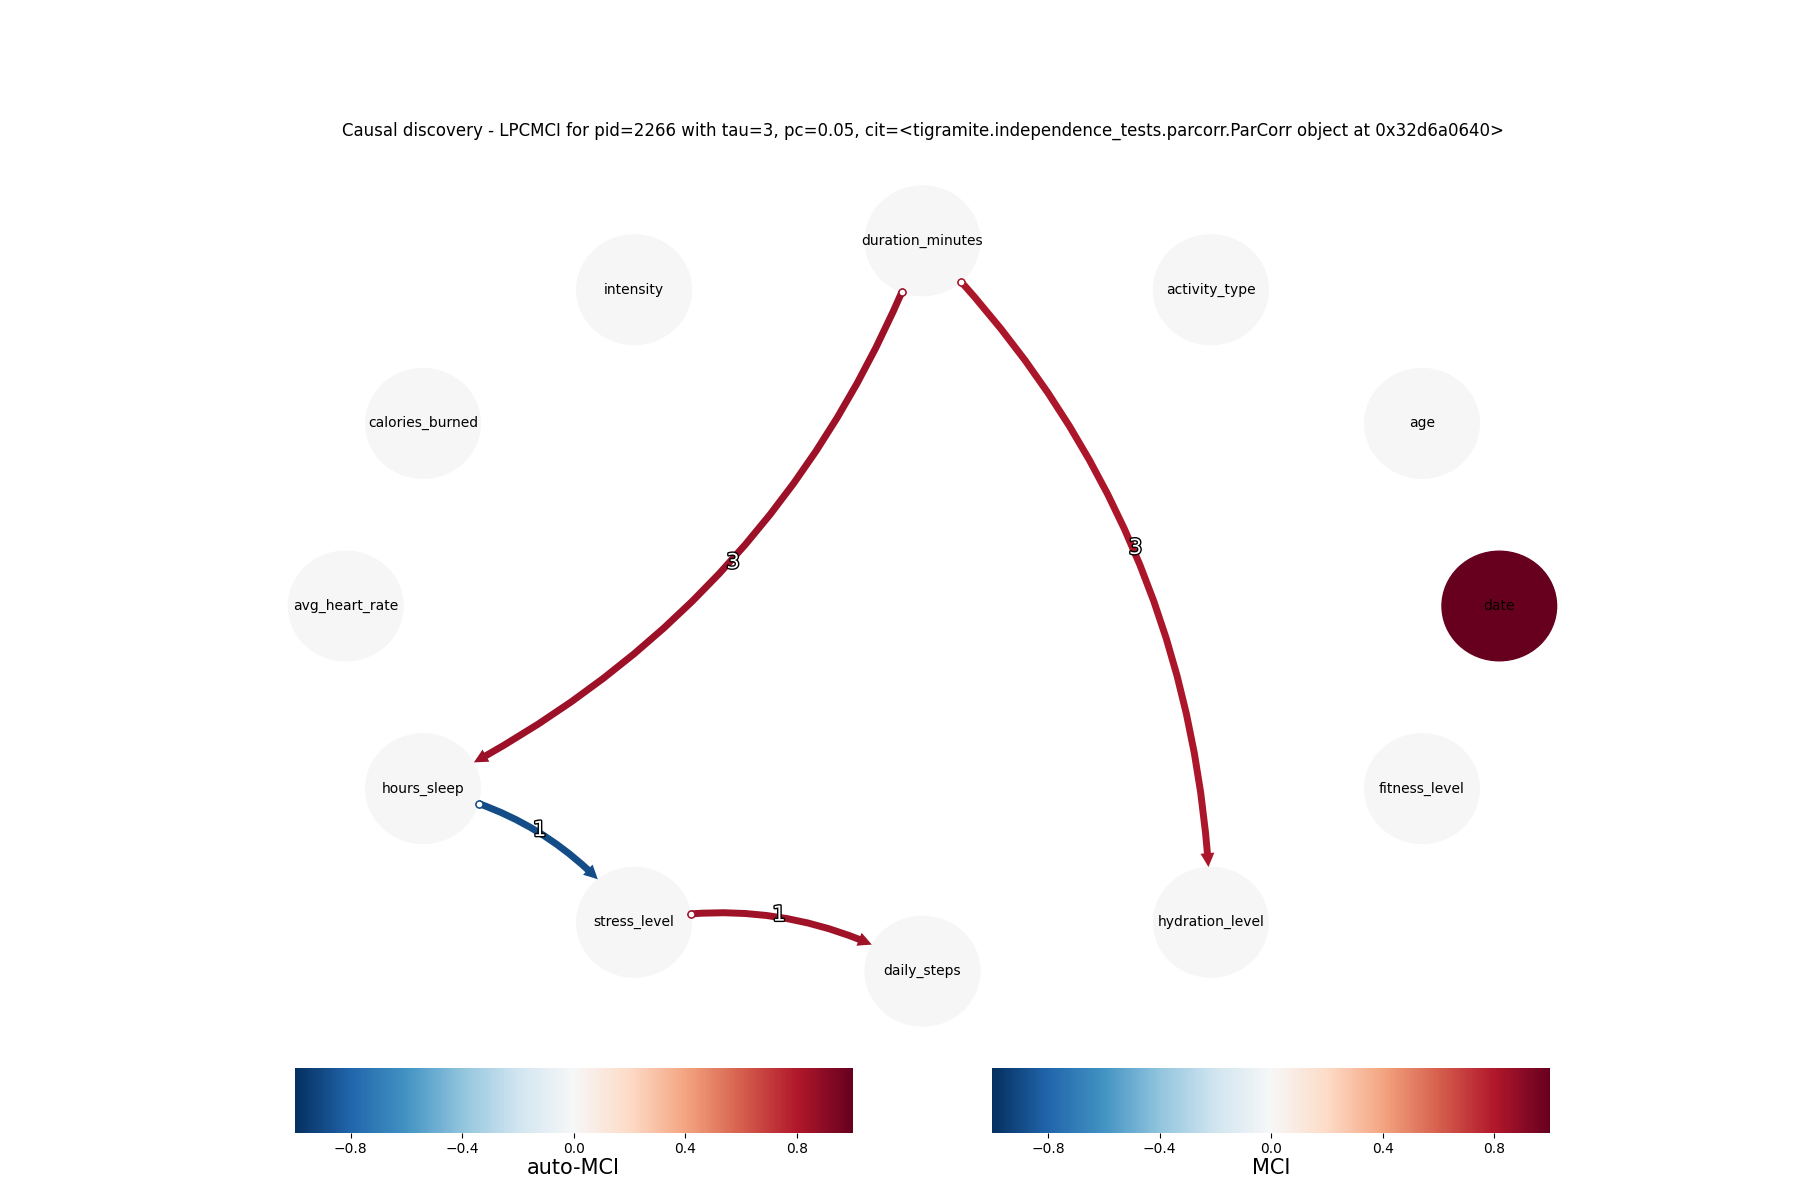 Causal discovery - LPCMCI for pid=2266 with tau=3, pc=0.05, cit=<tigramite.independence_tests.parcorr.ParCorr object at 0x32d6a0640>
duration_minutes
intensity
activity_type
calories_burned
age
3
3
avg_heart_rate
date
hours_sleep
fitness_level
1
1
stress_level
hydration_level
daily_steps
−0.8 −0.4 0.0 0.4 0.8
auto-MCI
−0.8 −0.4 0.0 0.4 0.8
MCI